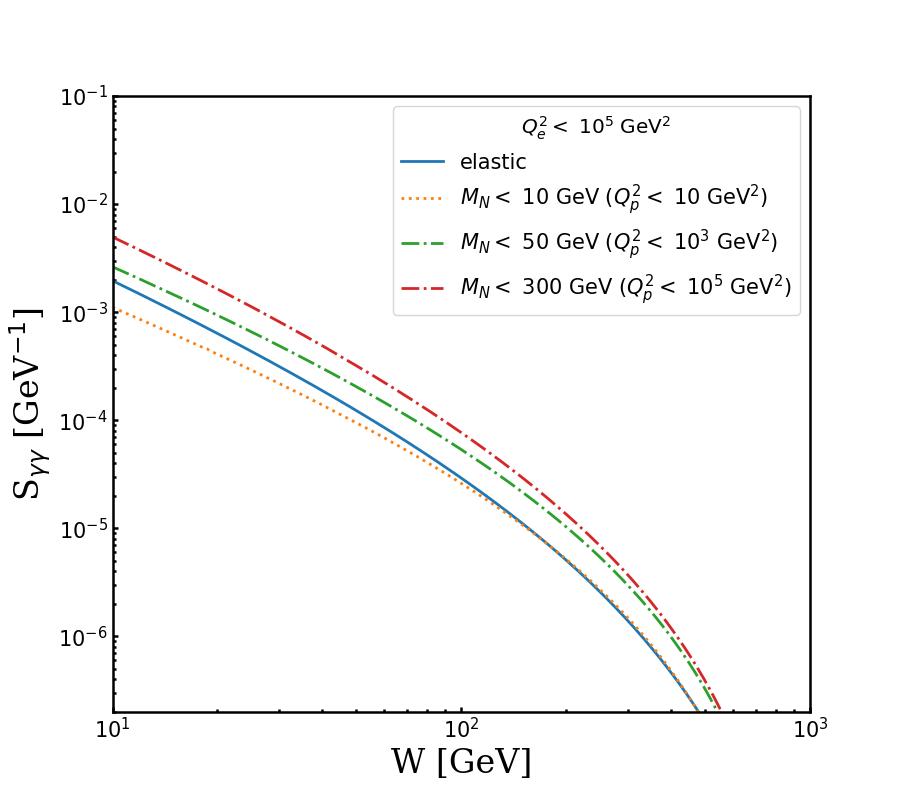 Q_e^2 < 10^5 GeV^2
elastic
M_N < 10 GeV (Q_p^2 < 10 GeV^2)
M_N < 50 GeV (Q_p^2 < 10^3 GeV^2)
M_N < 300 GeV (Q_p^2 < 10^5 GeV^2)
10^-1
10^-2
10^-3
10^-4
10^-5
10^-6
S_γγ [GeV^-1]
10^1 10^2 10^3
W [GeV]